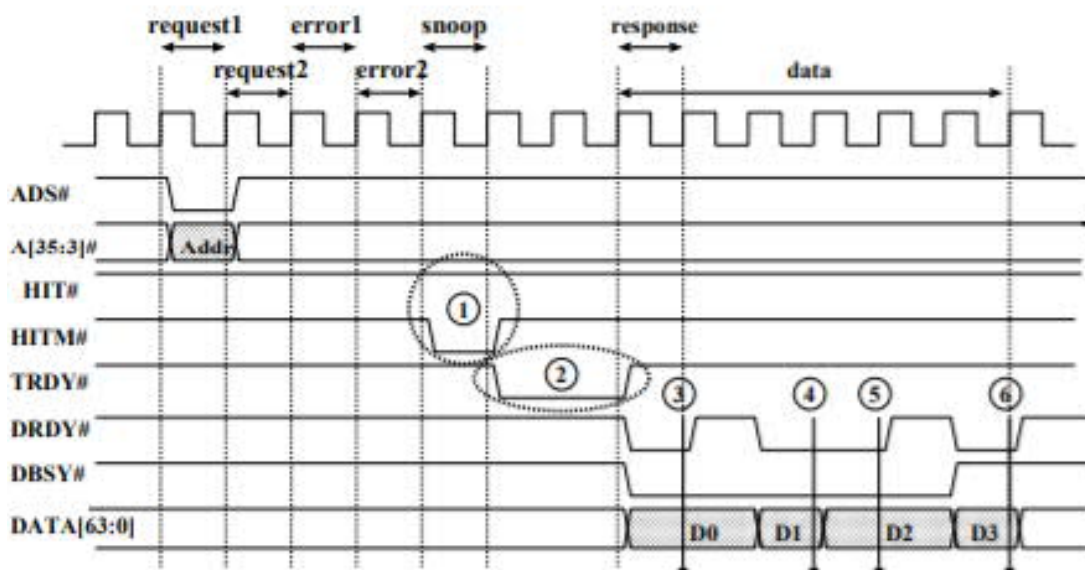 request1 error1 snoop response
request2 error2 data
ADS#
A[35:3]# Addr
HIT#
①
HITM#
②
TRDY#
③ ④ ⑤ ⑥
DRDY#
DBSY#
DATA[63:0] D0 D1 D2 D3